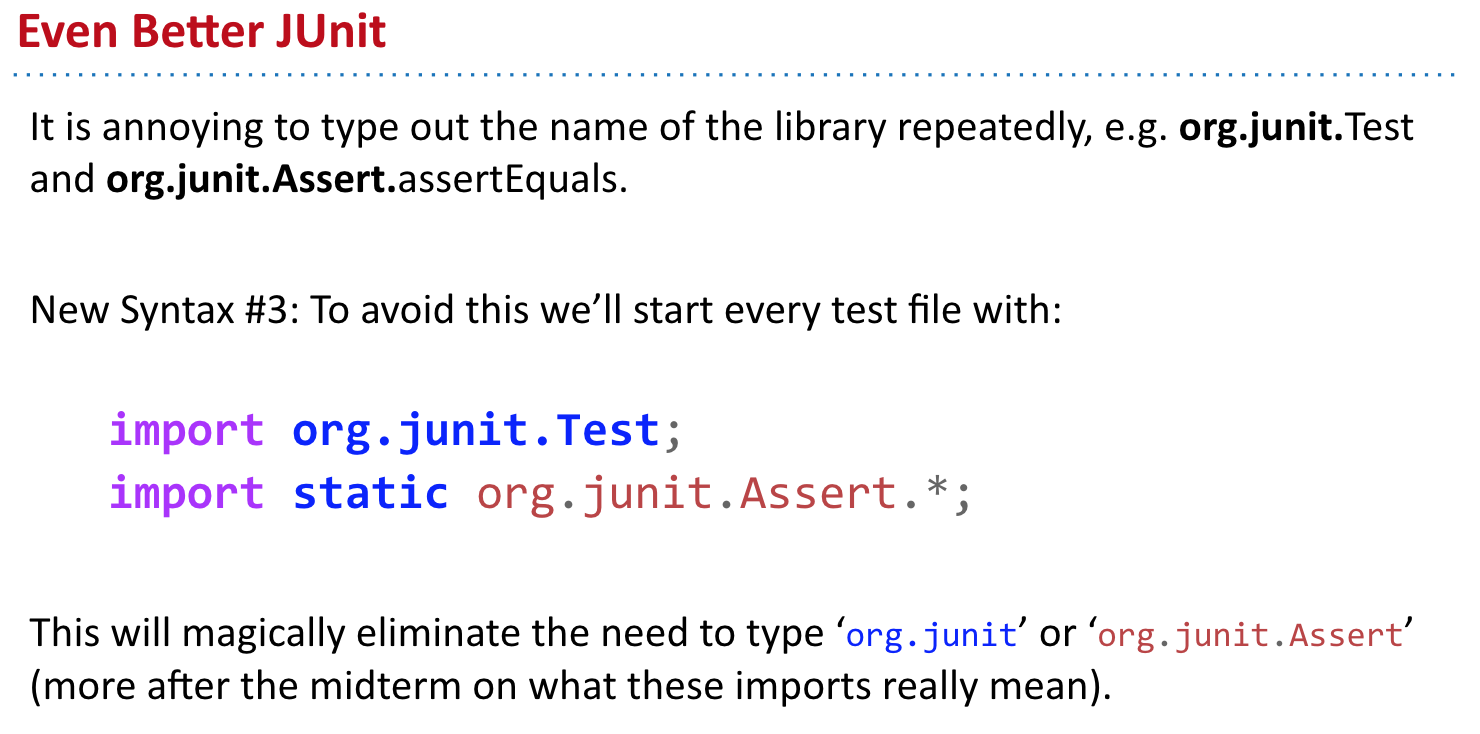 Even Better JUnit
It is annoying to type out the name of the library repeatedly, e.g. org.junit.Test
and org.junit.Assert.assertEquals.
New Syntax #3: To avoid this we’ll start every test file with:
import org.junit.Test;
import static org.junit.Assert.*;
This will magically eliminate the need to type ‘org.junit’ or ‘org.junit.Assert’
(more after the midterm on what these imports really mean).